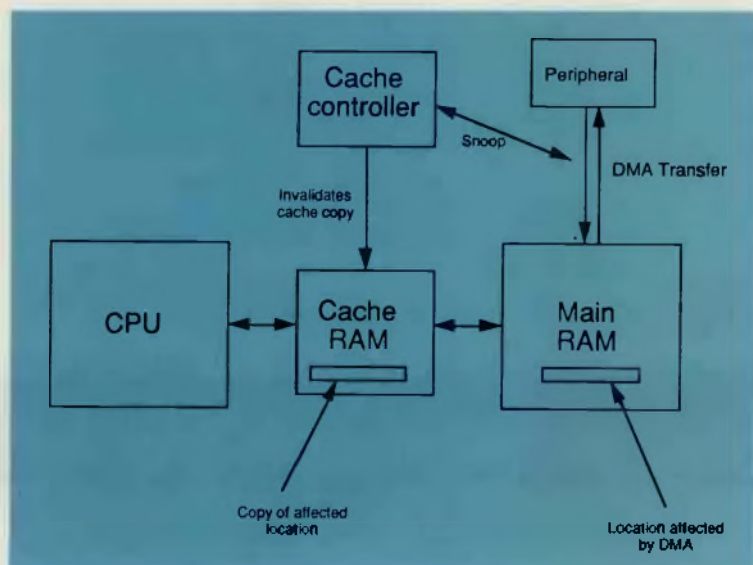 Cache
controller
Peripheral
Snoop
DMA Transfer
Invalidates
cache copy
CPU
Cache
RAM
Main
RAM
Copy of affected
location
Location affected
by DMA